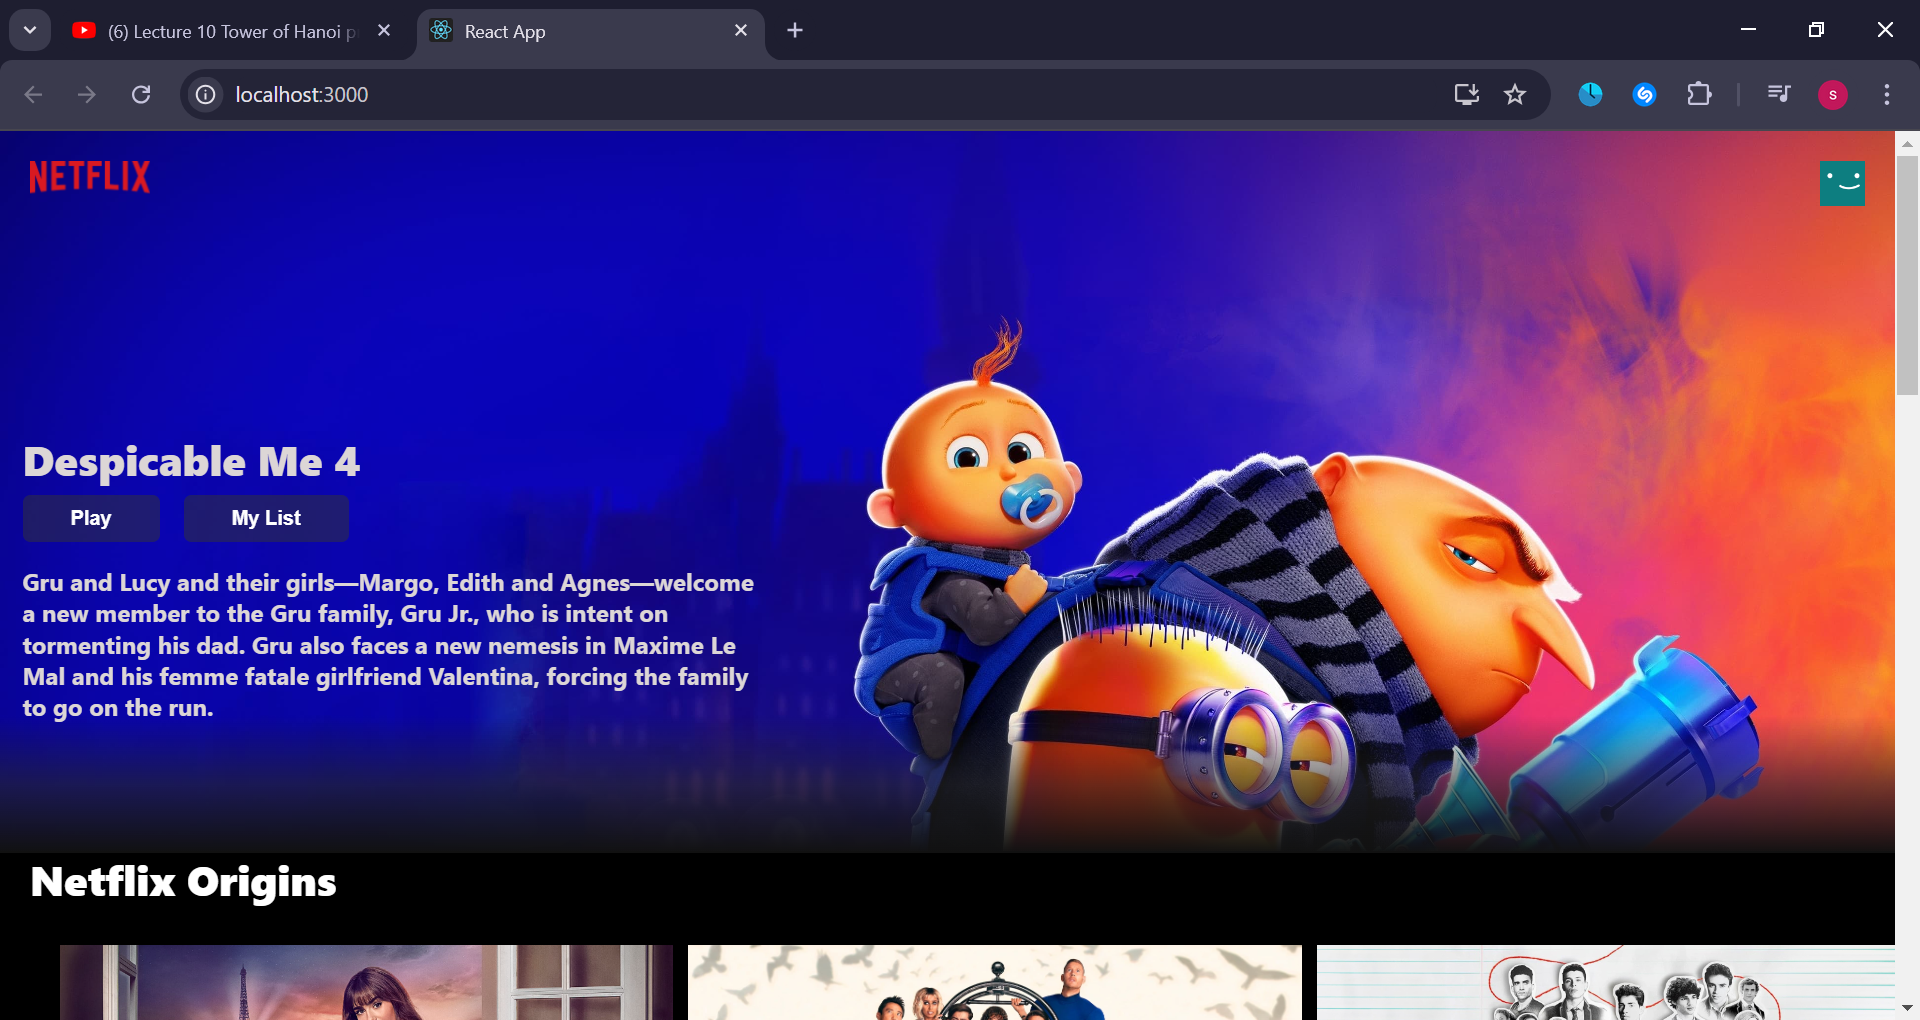 (6) Lecture 10 Tower of Hanoi
React App
localhost:3000
s
NETFLIX
Despicable Me 4
Play
My List
Gru and Lucy and their girls—Margo, Edith and Agnes—welcome
a new member to the Gru family, Gru Jr., who is intent on
tormenting his dad. Gru also faces a new nemesis in Maxime Le
Mal and his femme fatale girlfriend Valentina, forcing the family
to go on the run.
Netflix Origins